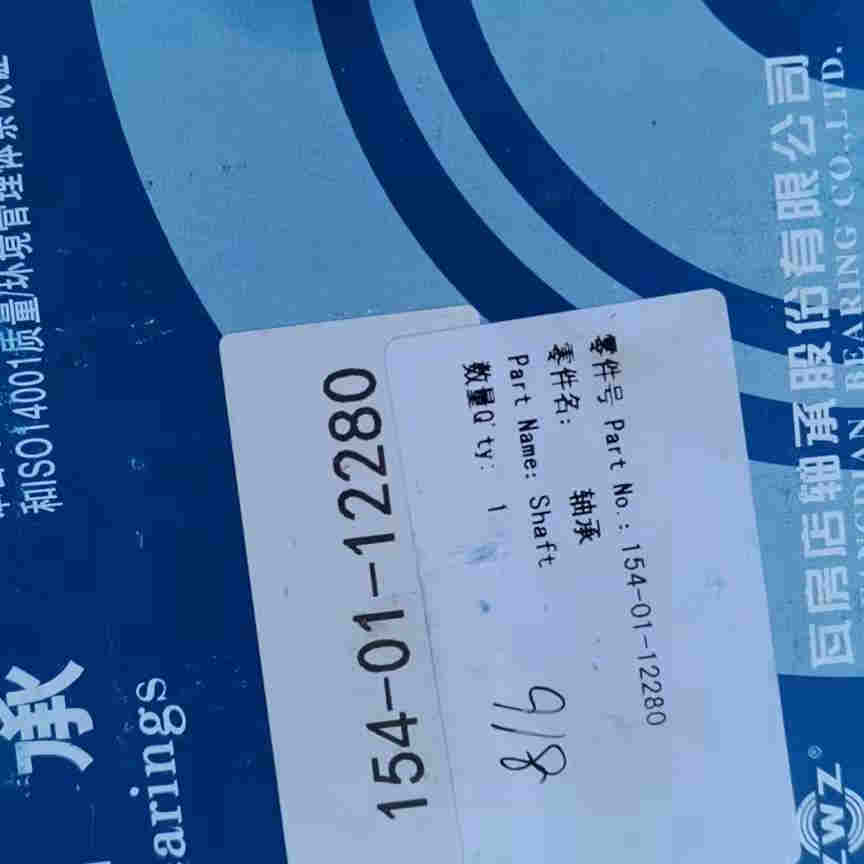 和ISO14001质量环境管理体系认证
承
arings
154-01-12280
零件号 Part No.: 154-01-12280
零件名: 轴承
Part Name: Shaft
数量Q'ty: 1
918
瓦房店轴承股份有限公司
BEARING CO.,LTD.
ZWZ®